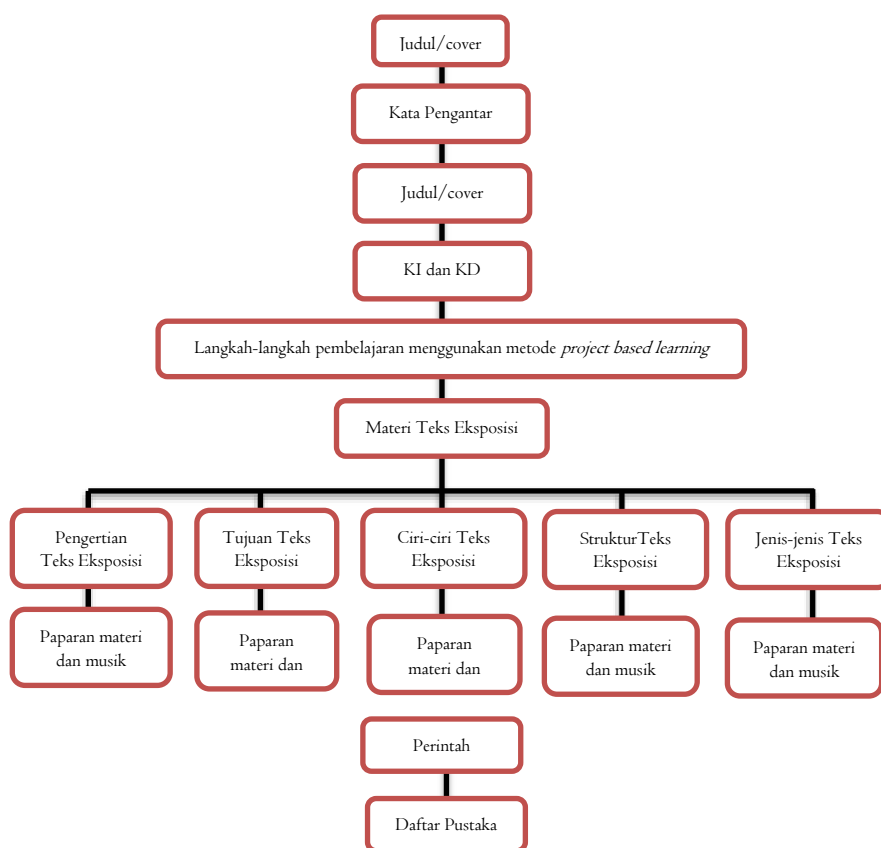 Judul/cover
Kata Pengantar
Judul/cover
KI dan KD
Langkah-langkah pembelajaran menggunakan metode project based learning
Materi Teks Eksposisi
Pengertian
Teks Eksposisi
Tujuan Teks
Eksposisi
Ciri-ciri Teks
Eksposisi
StrukturTeks
Eksposisi
Jenis-jenis Teks
Eksposisi
Paparan materi
dan musik
Paparan
materi dan
Paparan
materi dan
Paparan materi
dan musik
Paparan materi
dan musik
Perintah
Daftar Pustaka